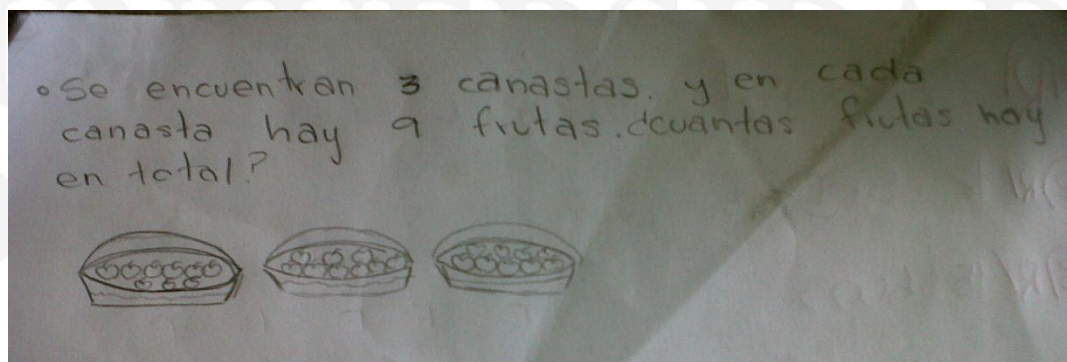 • Se encuentran 3 canastas. y en cada
canasta hay 9 frutas. ¿cuantas frutas hay
en total?